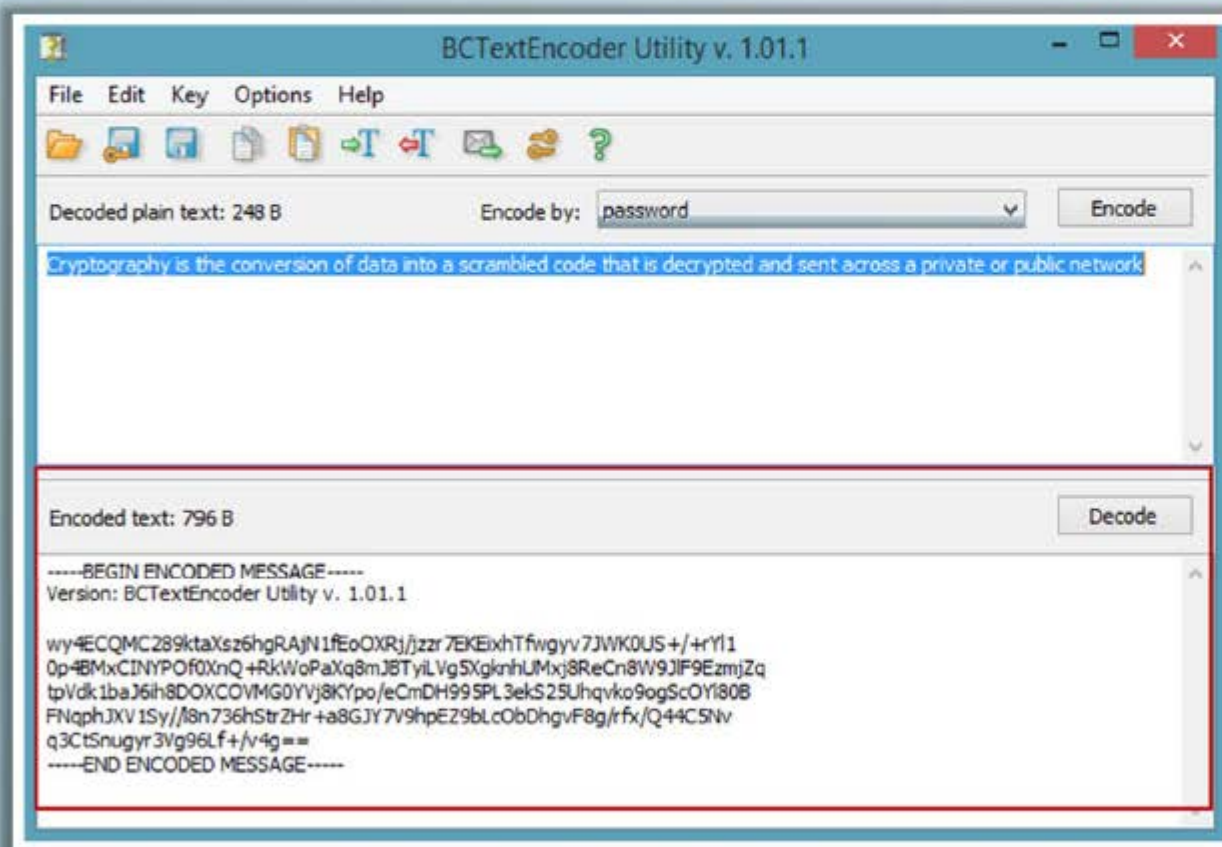 BCTextEncoder Utility v. 1.01.1
File Edit Key Options Help
Decoded plain text: 248 B Encode by: password Encode
Cryptography is the conversion of data into a scrambled code that is decrypted and sent across a private or public network
Encoded text: 796 B Decode
-----BEGIN ENCODED MESSAGE-----
Version: BCTextEncoder Utility v. 1.01.1
wy4ECQMC289ktaXsz6hgRAjN1fEoOXRj/jzzr7EKEixhTfwgyv7JWK0US+/+rYl1
0p4BMxCINYPOf0XnQ+RkWoPaXq8mJBTyiLVg5XgknhUMxj8ReCn8W9JlF9EzmjZq
tpVdk1baJ6ih8DOXCOVMG0YVj8KYpo/eCmDH995PL3ekS25Uhqvko9ogScOYl80B
FNqphJXV1Sy//l8n736hStrZHr+a8GJY7V9hpEZ9bLcObDhgvF8g/rfx/Q44C5Nv
q3CtSnugyr3Vg96Lf+/v4g==
-----END ENCODED MESSAGE-----